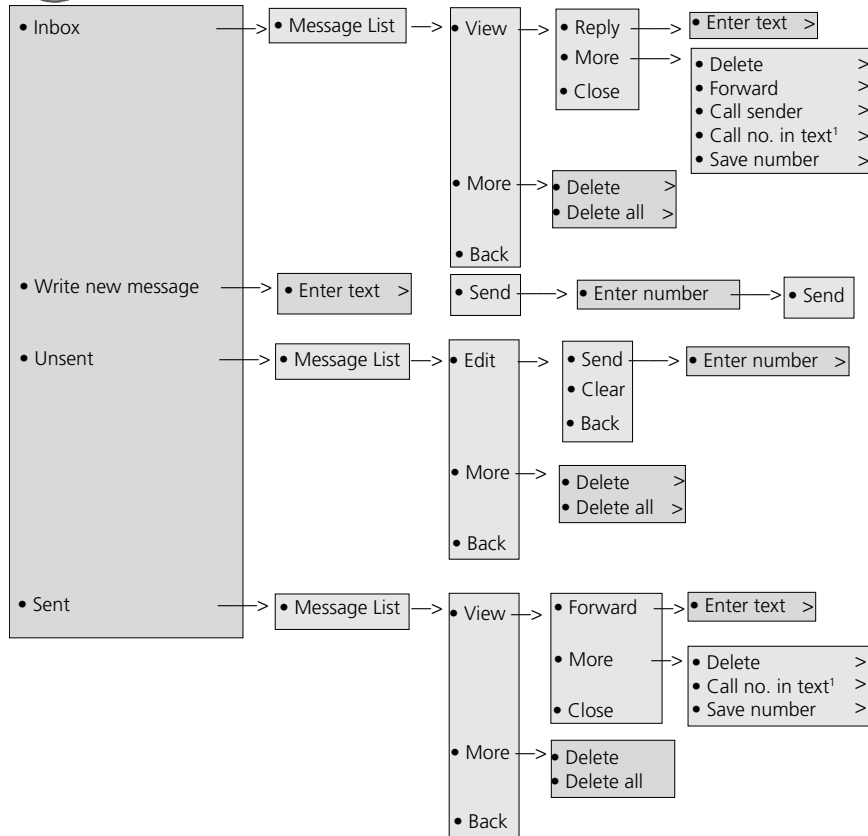 • Inbox
• Message List
• View
• Reply
• Enter text >
• More
• Close
• Delete >
• Forward >
• Call sender >
• Call no. in text¹ >
• Save number >
• More
• Delete >
• Delete all >
• Back
• Write new message
• Enter text >
• Send
• Enter number
• Send
• Unsent
• Message List
• Edit
• Send
• Enter number >
• Clear
• Back
• More
• Delete >
• Delete all >
• Back
• Sent
• Message List
• View
• Forward
• Enter text >
• More
• Close
• Delete >
• Call no. in text¹ >
• Save number >
• More
• Delete
• Delete all
• Back